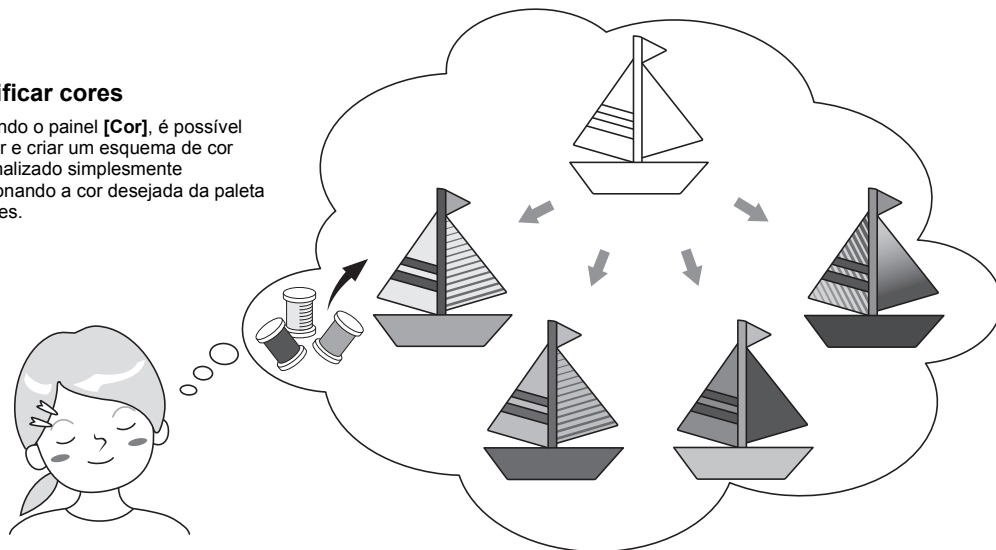 ificar cores
ndo o painel [Cor], é possível
r e criar um esquema de cor
nalizado simplesmente
onando a cor desejada da paleta
es.